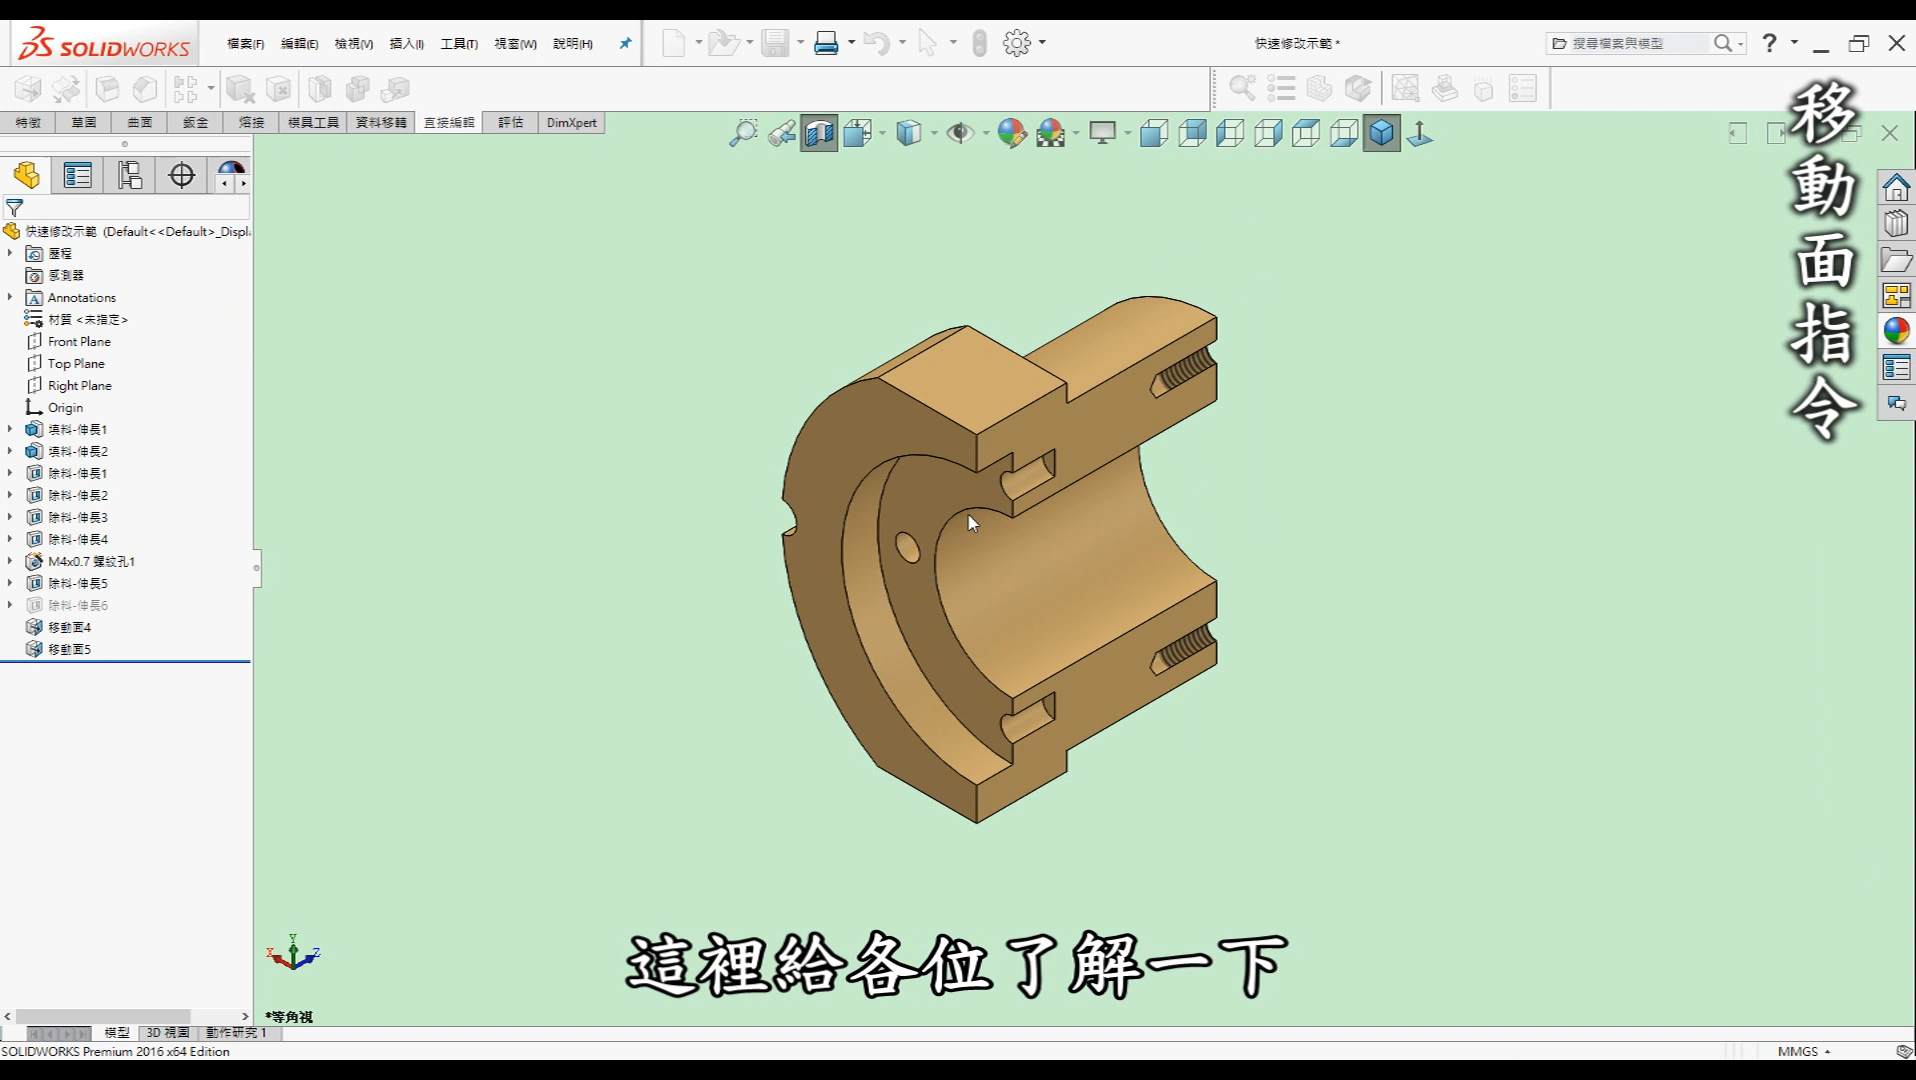 SOLIDWORKS
檔案(F) 編輯(E) 檢視(V) 插入(I) 工具(T) 視窗(W) 說明(H)
快速修改示範 *
搜尋檔案與模型
特徵 草圖 曲面 鈑金 熔接 模具工具 資料移轉 直接編輯 評估 DimXpert
移動面指令
快速修改示範 (Default<<Default>_Displ
歷程
感測器
Annotations
材質 <未指定>
Front Plane
Top Plane
Right Plane
Origin
填料-伸長1
填料-伸長2
除料-伸長1
除料-伸長2
除料-伸長3
除料-伸長4
M4x0.7 螺紋孔1
除料-伸長5
除料-伸長6
移動面4
移動面5
Y
X
Z
這裡給各位了解一下
*等角視
模型 3D 視圖 動作研究 1
SOLIDWORKS Premium 2016 x64 Edition
MMGS